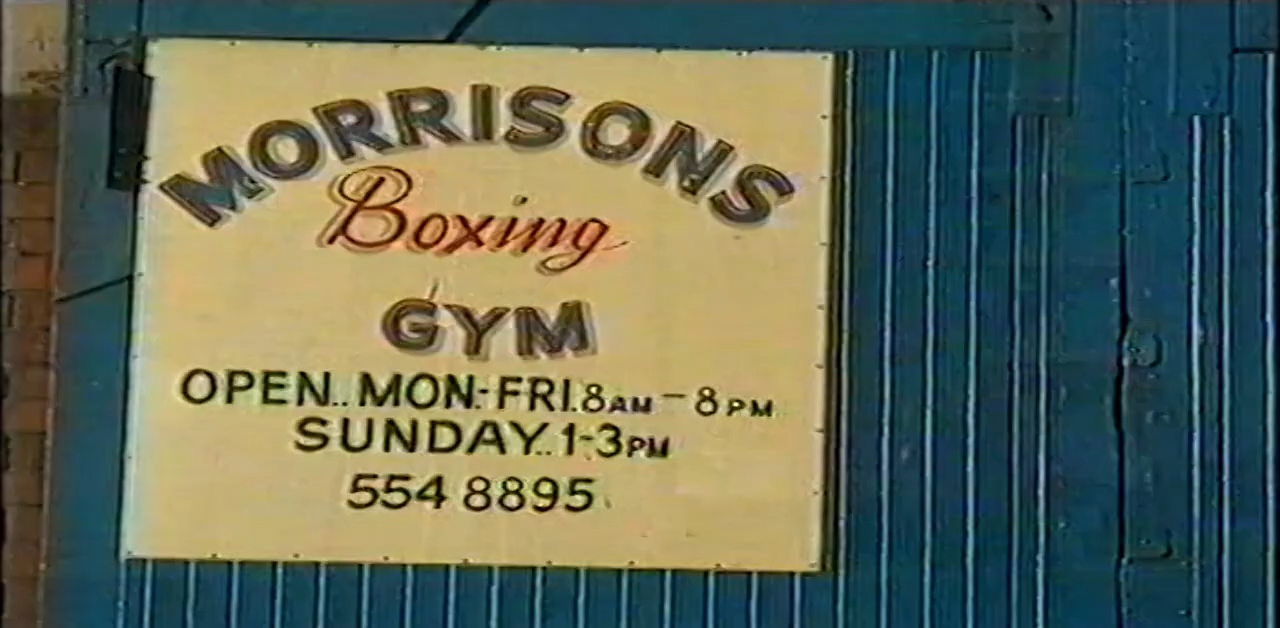 MORRISONS
Boxing
GYM
OPEN.. MON.-FRI. 8AM - 8PM
SUNDAY.. 1-3PM
554 8895